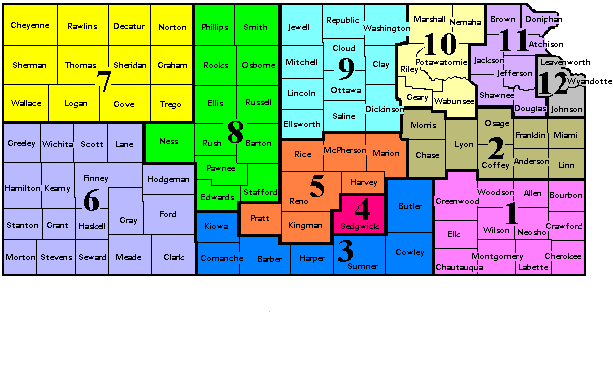 Cheyenne Rawlins Decatur Norton Phillips Smith Jewell Republic Washington Marshall Nemaha Brown Doniphan
Atchison
Cloud
10 11
Sherman Thomas Sheridan Graham Rooks Osborne Mitchell Clay Riley Potawatomie Jackson Leavenworth
7 9 Jefferson 12 Wyandotte
Wallace Logan Gove Trego Ellis Russell Lincoln Ottawa Geary Wabunsee Shawnee
Saline Dickinson Douglas Johnson
Ellsworth
8
Greeley Wichita Scott Lane Ness Rush Barton Morris Lyon Osage Franklin Miami
Rice McPherson Marion Chase 2
Coffey Anderson Linn
Pawnee
Hamilton Kearny Finney Hodgeman Edwards Stafford 5 Harvey
6 Reno 4 Butler Greenwood Woodson Allen Bourbon
Stanton Grant Haskell Gray Ford Kiowa Pratt Kingman Sedgwick 1
Elk Wilson Neosho Crawford
3
Morton Stevens Seward Meade Clark Comanche Barber Harper Sumner Cowley Montgomery Cherokee
Chautauqua Labette